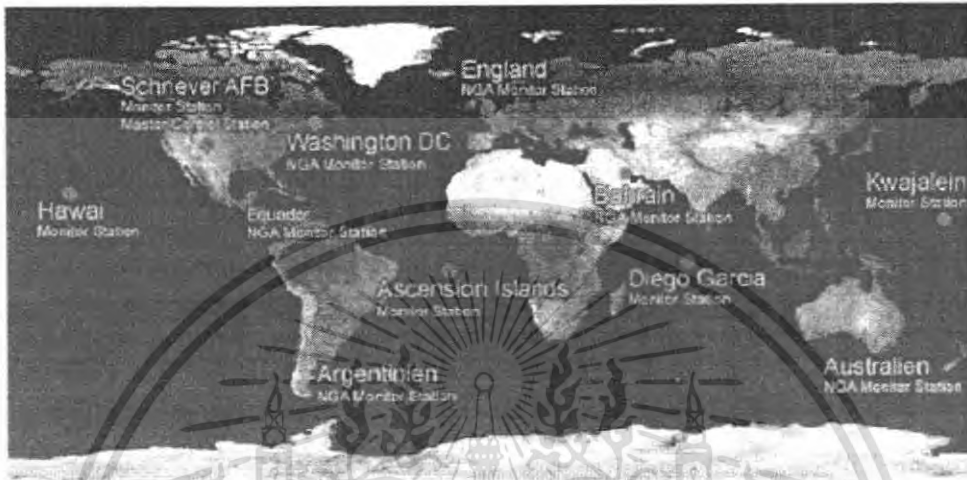 England
NGA Monitor Station
Schriever AFB
Monitor Station
Master Control Station
Washington DC
NGA Monitor Station
Bahrain
NGA Monitor Station
Kwajalein
Monitor Station
Hawai
Monitor Station
Equador
NGA Monitor Station
Ascension Islands
Monitor Station
Diego Garcia
Monitor Station
Argentinien
NGA Monitor Station
Australien
NGA Monitor Station